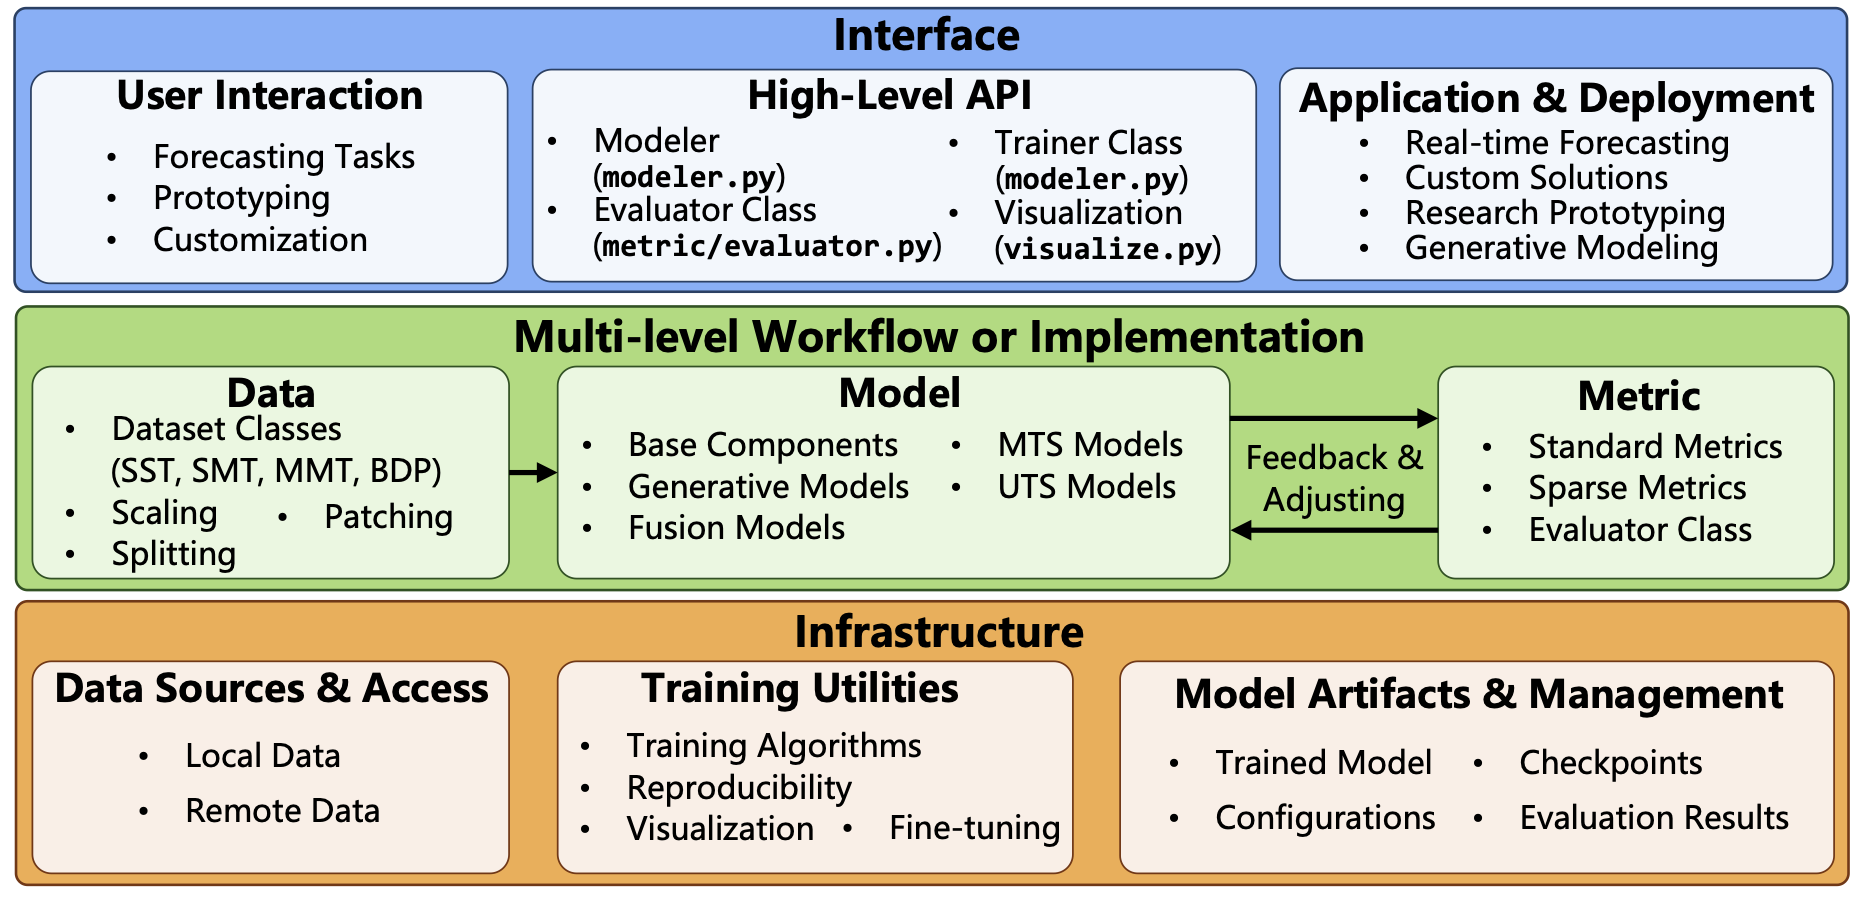 Interface
User Interaction
• Forecasting Tasks
• Prototyping
• Customization
High-Level API
• Modeler
(modeler.py)
• Evaluator Class
(metric/evaluator.py)
• Trainer Class
(modeler.py)
• Visualization
(visualize.py)
Application & Deployment
• Real-time Forecasting
• Custom Solutions
• Research Prototyping
• Generative Modeling
Multi-level Workflow or Implementation
Data
• Dataset Classes
(SST, SMT, MMT, BDP)
• Scaling • Patching
• Splitting
Model
• Base Components
• Generative Models
• Fusion Models
• MTS Models
• UTS Models
Feedback &
Adjusting
Metric
• Standard Metrics
• Sparse Metrics
• Evaluator Class
Infrastructure
Data Sources & Access
• Local Data
• Remote Data
Training Utilities
• Training Algorithms
• Reproducibility
• Visualization • Fine-tuning
Model Artifacts & Management
• Trained Model • Checkpoints
• Configurations • Evaluation Results